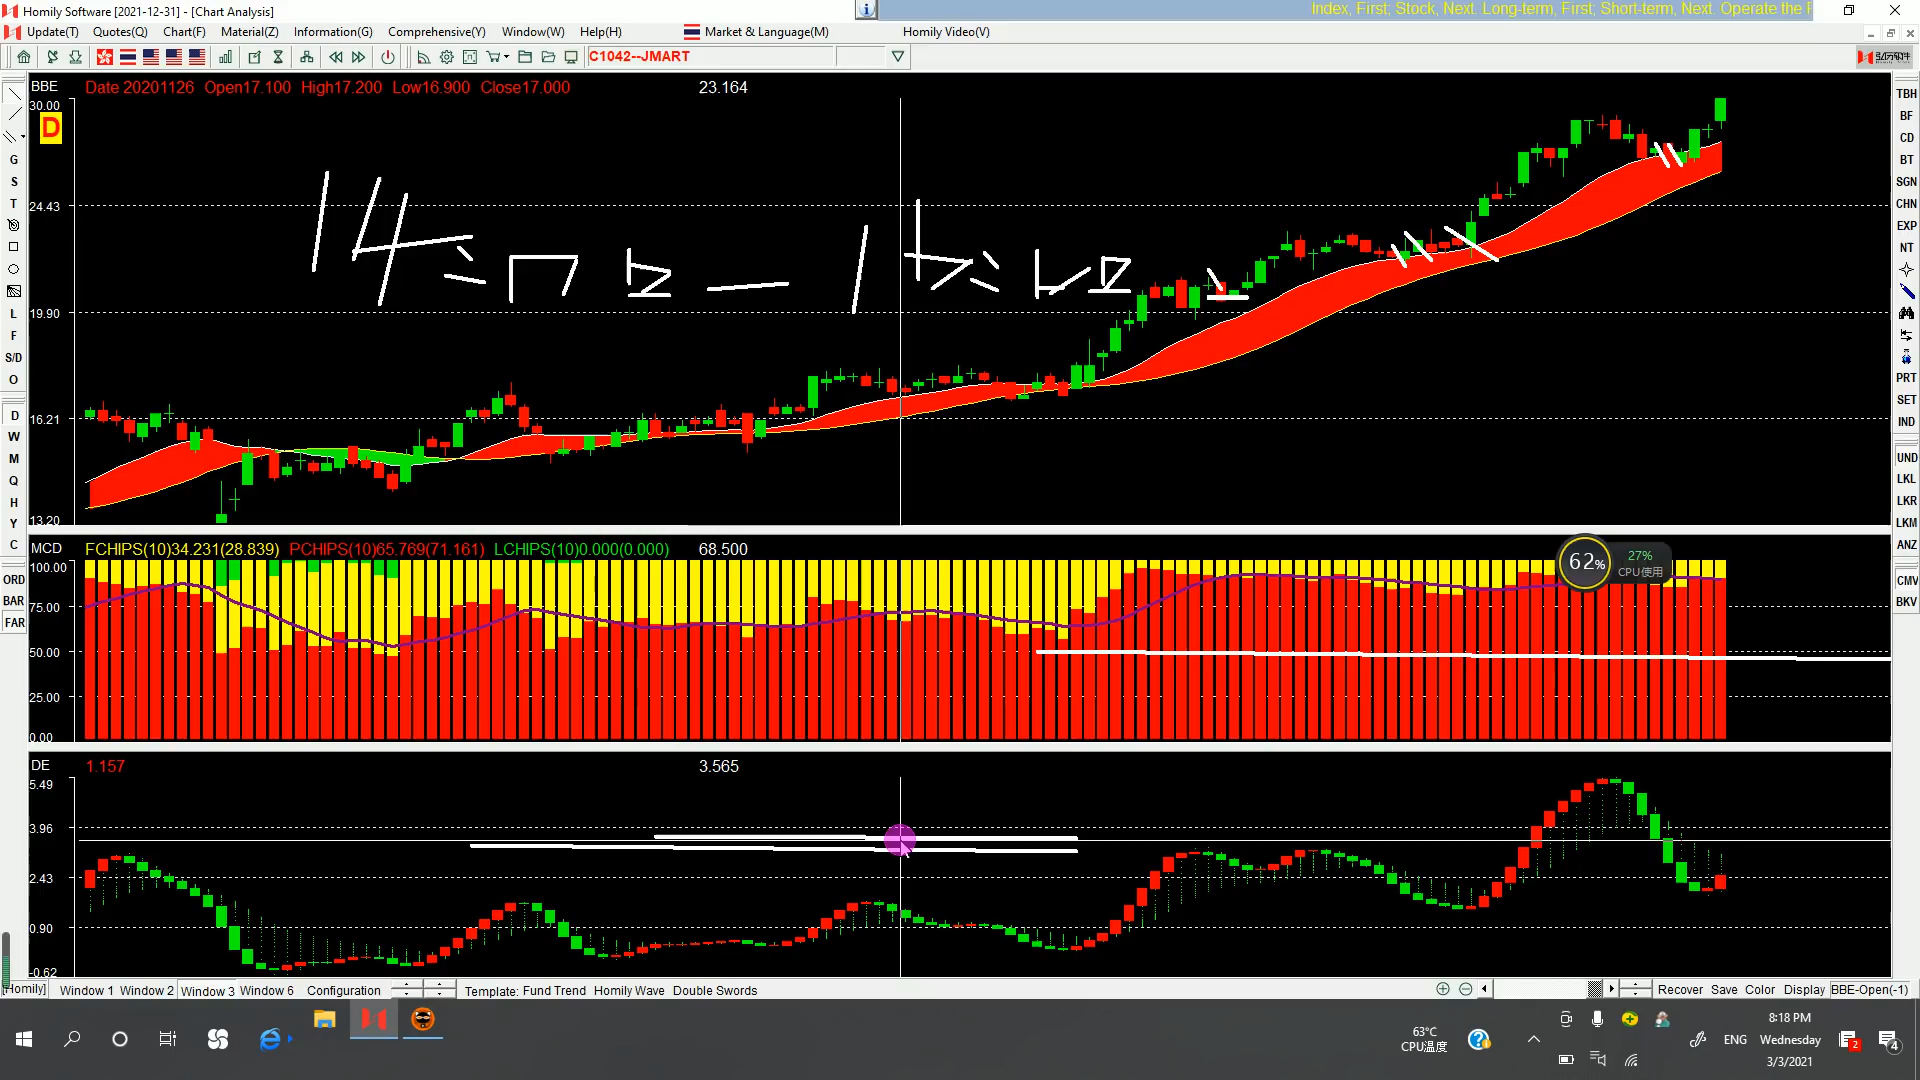 Homily Software [2021-12-31] - [Chart Analysis]
Index, First; Stock, Next. Long-term, First; Short-term, Next. Operate the
Update(T) Quotes(Q) Chart(F) Material(Z) Information(G) Comprehensive(Y) Window(W) Help(H) Market & Language(M) Homily Video(V)
C1042--JMART
弘历软件
BBE Date 20201126 Open17.100 High17.200 Low16.900 Close17.000 23.164
30.00
D
24.43
19.90
16.21
13.20
MCD FCHIPS(10)34.231(28.839) PCHIPS(10)65.769(71.161) LCHIPS(10)0.000(0.000) 68.500
100.00
75.00
50.00
25.00
0.00
62%
27%
CPU使用
DE 1.157 3.565
5.49
3.96
2.43
0.90
-0.62
G
S
T
L
F
S/D
O
D
W
M
Q
H
Y
C
ORD
BAR
FAR
TBH
BF
CD
BT
SGN
CHN
EXP
NT
PRT
SET
IND
UND
LKL
LKR
LKM
ANZ
CMV
BKV
[Homily] Window 1 Window 2 Window 3 Window 6 Configuration Template: Fund Trend Homily Wave Double Swords Recover Save Color Display BBE-Open(-1)
63°C
CPU温度
ENG
8:18 PM
Wednesday
3/3/2021
2
4